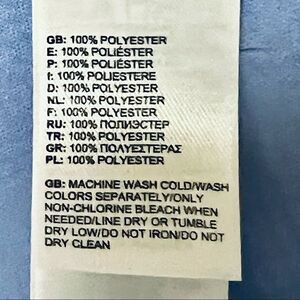 GB: 100% POLYESTER
E: 100% POLIÉSTER
P: 100% POLIÉSTER
I: 100% POLIESTERE
D: 100% POLYESTER
NL: 100% POLYESTER
F: 100% POLYESTER
RU: 100% ПОЛИЭСТЕР
TR: 100% POLYESTER
GR: 100% ΠΟΛΥΕΣΤΕΡΑΣ
PL: 100% POLYESTER
GB: MACHINE WASH COLD/WASH
COLORS SEPARATELY/ONLY
NON-CHLORINE BLEACH WHEN
NEEDED/LINE DRY OR TUMBLE
DRY LOW/DO NOT IRON/DO NOT
DRY CLEAN